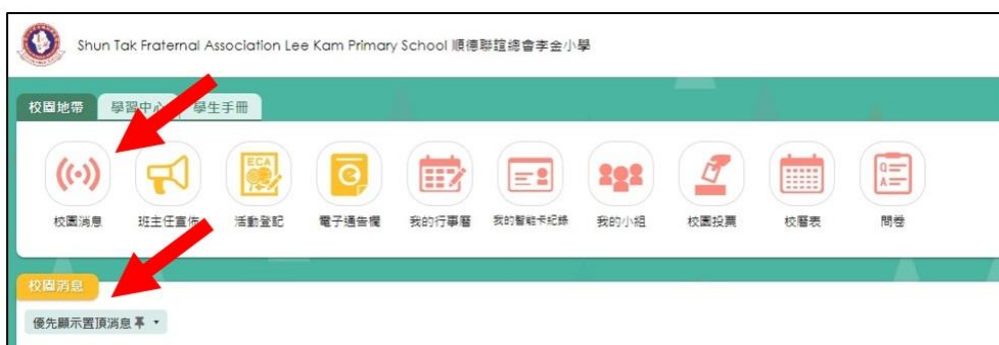 Shun Tak Fraternal Association Lee Kam Primary School 順德聯誼總會李金小學
校園地帶 學習中心 學生手冊
ECA
校園消息 班主任宣佈 活動登記 電子通告欄 我的行事曆 我的智能卡紀錄 我的小組 校園投票 校曆表 問卷
校園消息
優先顯示置頂消息